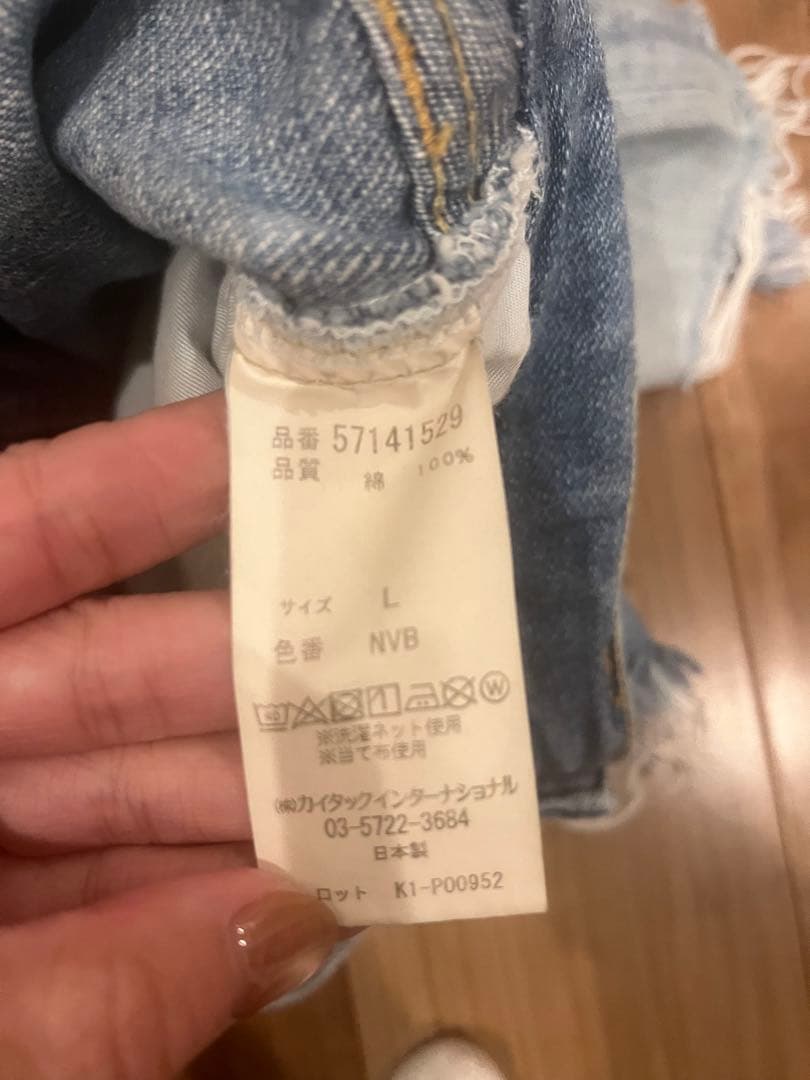 品番 57141529
品質 綿 100%
サイズ L
色番 NVB
※洗濯ネット使用
※当て布使用
㈱カイタックインターナショナル
03-5722-3684
日本製
ロット K1-P00952